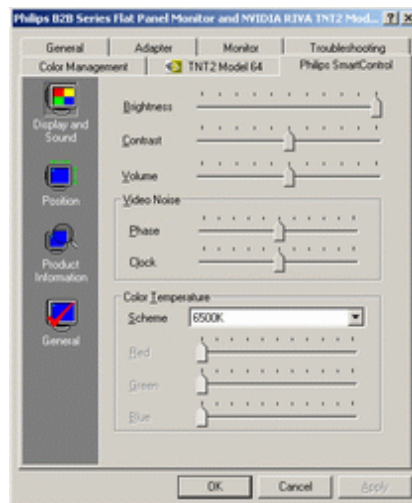 Philips B2B Series Flat Panel Monitor and NVIDIA RIVA TNT2 Mod...
General Adapter Monitor Troubleshooting
Color Management TNT2 Model 64 Philips SmartControl
Display and
Sound
Position
Product
Information
General
Brightness
Contrast
Volume
Video Noise
Phase
Clock
Color Temperature
Scheme 6500K
Red
Green
Blue
OK Cancel Apply